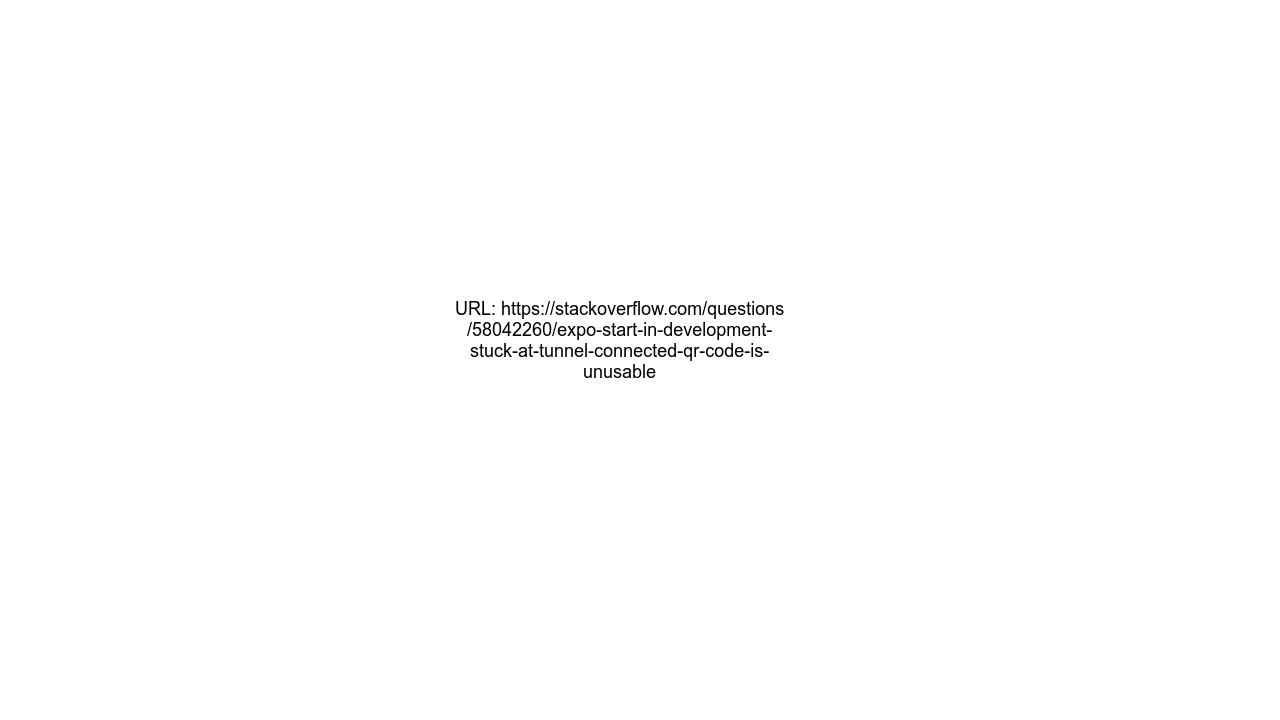 URL: https://stackoverflow.com/questions
/58042260/expo-start-in-development-
stuck-at-tunnel-connected-qr-code-is-
unusable